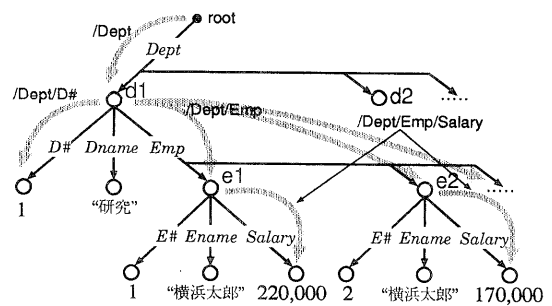 root
/Dept
Dept
/Dept/D#
d1
d2
.....
/Dept/Emp
/Dept/Emp/Salary
D#
Dname
Emp
e1
e2
.....
1
“研究”
E#
Ename
Salary
E#
Ename
Salary
1
“横浜太郎”
220,000
2
“横浜太郎”
170,000